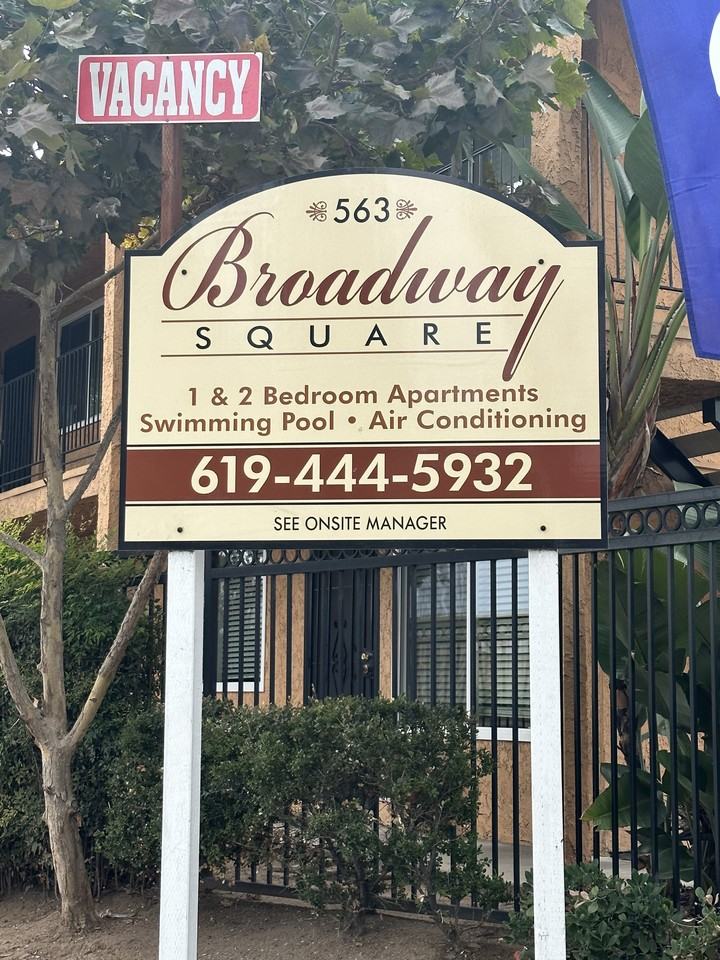 VACANCY
563
Broadway
SQUARE
1 & 2 Bedroom Apartments
Swimming Pool • Air Conditioning
619-444-5932
SEE ONSITE MANAGER